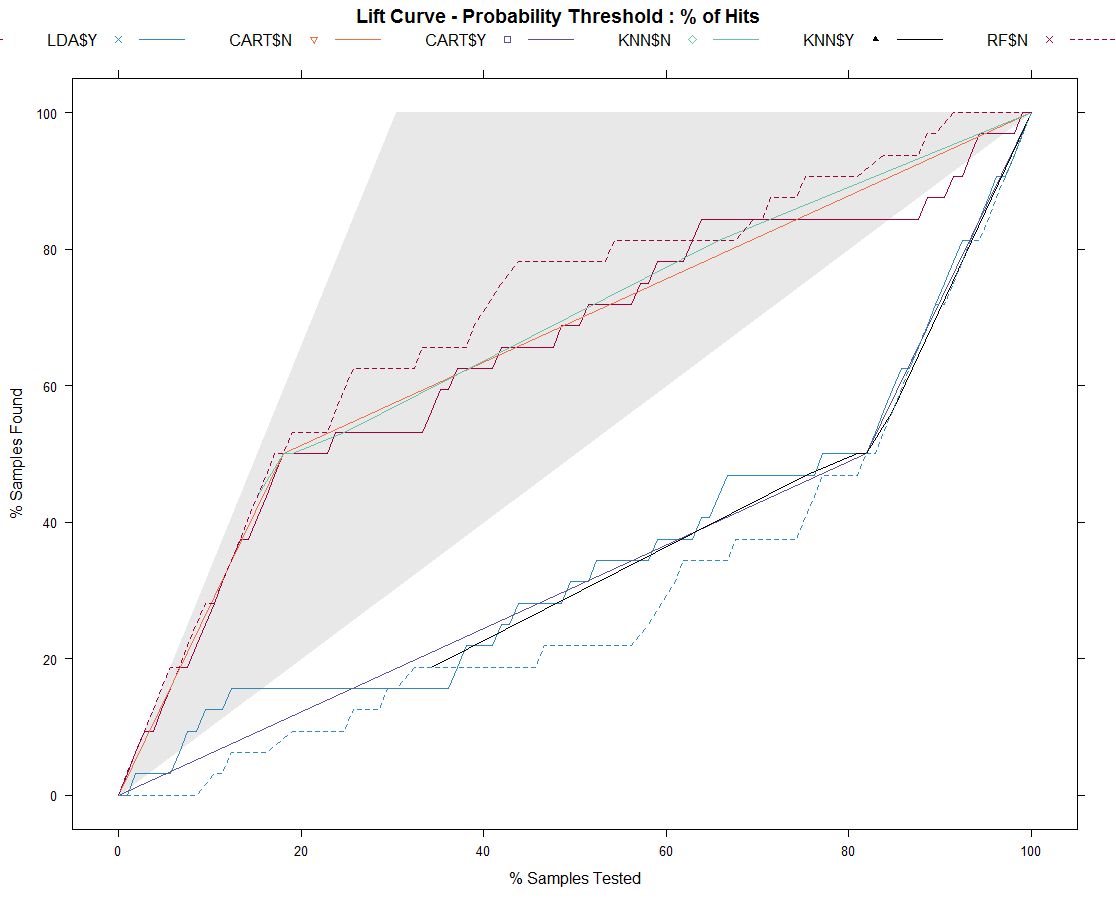 Lift Curve - Probability Threshold : % of Hits
LDA$Y CART$N CART$Y KNN$N KNN$Y RF$N
100
80
60
40
20
0
% Samples Found
0 20 40 60 80 100
% Samples Tested